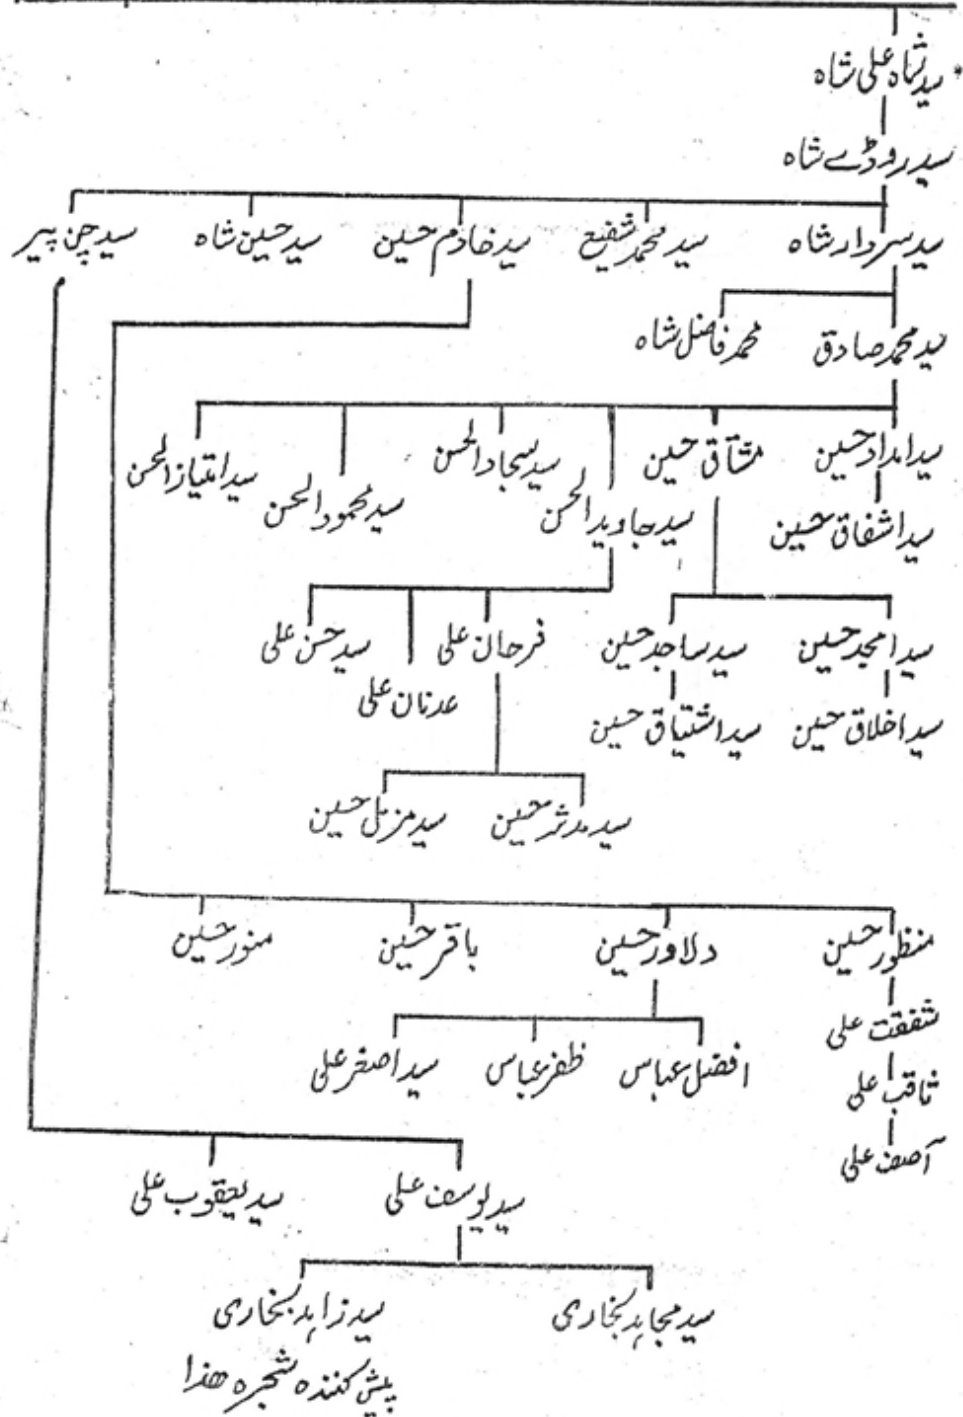 سید شاہ علی شاہ
سید روڈے شاہ
سید سردار شاہ سید محمد شفیع سید خادم حسین سید حسین شاہ سید چن پیر
سید محمد صادق محمد فاضل شاہ
سید امداد حسین مشتاق حسین سید جاوید الحسن سید سجاد الحسن سید محمود الحسن سید امتیاز الحسن
سید اشفاق حسین
سید امجد حسین سید ساجد حسین فرحان علی عدنان علی سید حسن علی
سید اخلاق حسین سید اشتیاق حسین
سید مدثر حسین سید مزمل حسین
منظور حسین دلاور حسین باقر حسین منور حسین
شفقت علی
ثاقب علی
آصف علی
افضل عباس ظفر عباس سید اصغر علی
سید یوسف علی سید یعقوب علی
سید مجاہد بخاری سید زاہد بخاری
پیش کنندہ شجرہ ھذا